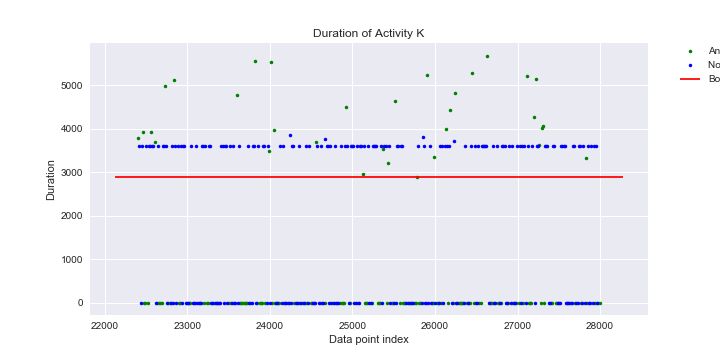 Duration of Activity K
An
No
Bo
Duration
5000
4000
3000
2000
1000
0
22000 23000 24000 25000 26000 27000 28000
Data point index